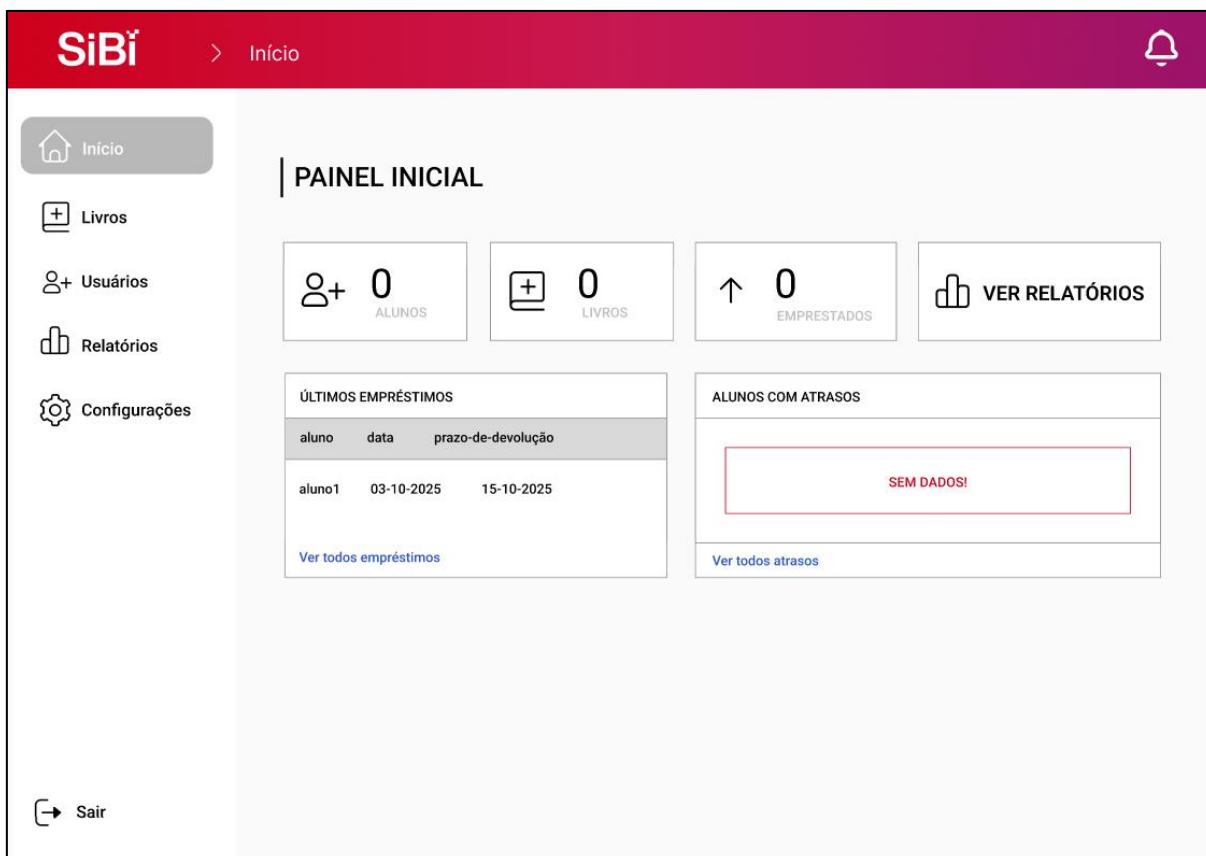 SiBi
> Início
Início
Livros
Usuários
Relatórios
Configurações
Sair
PAINEL INICIAL
0
ALUNOS
0
LIVROS
0
EMPRESTADOS
VER RELATÓRIOS
ÚLTIMOS EMPRÉSTIMOS
aluno data prazo-de-devolução
aluno1 03-10-2025 15-10-2025
Ver todos empréstimos
ALUNOS COM ATRASOS
SEM DADOS!
Ver todos atrasos